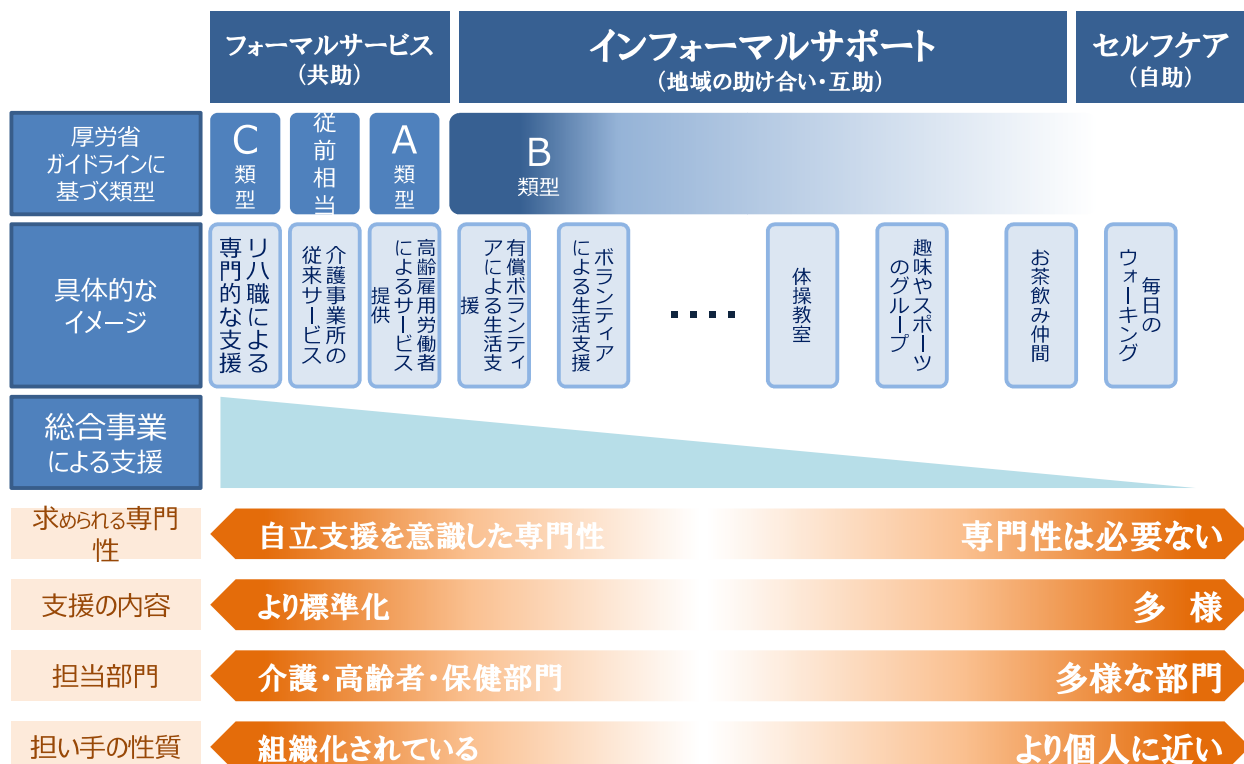 フォーマルサービス
（共助）
インフォーマルサポート
（地域の助け合い・互助）
セルフケア
（自助）
厚労省
ガイドラインに
基づく類型
C
類
型
従
前
相
当
A
類
型
B
類型
具体的な
イメージ
リハ職による
専門的な支援
介護事業所の
従来サービス
高齢雇用労働者
によるサービス
提供
有償ボランティ
アによる生活支
援
ボランティア
による生活支援
・・・・
体操教室
趣味やスポーツ
のグループ
お茶飲み仲間
毎日の
ウォーキング
総合事業
による支援
求められる専門
性
自立支援を意識した専門性
専門性は必要ない
支援の内容
より標準化
多　様
担当部門
介護・高齢者・保健部門
多様な部門
担い手の性質
組織化されている
より個人に近い